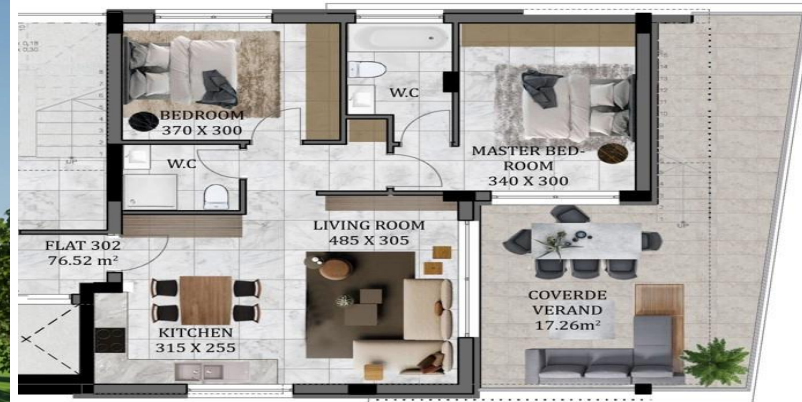 BEDROOM
370 X 300
W.C
W.C
MASTER BED-
ROOM
340 X 300
LIVING ROOM
485 X 305
FLAT 302
76.52 m²
COVERDE
VERAND
17.26m²
KITCHEN
315 X 255